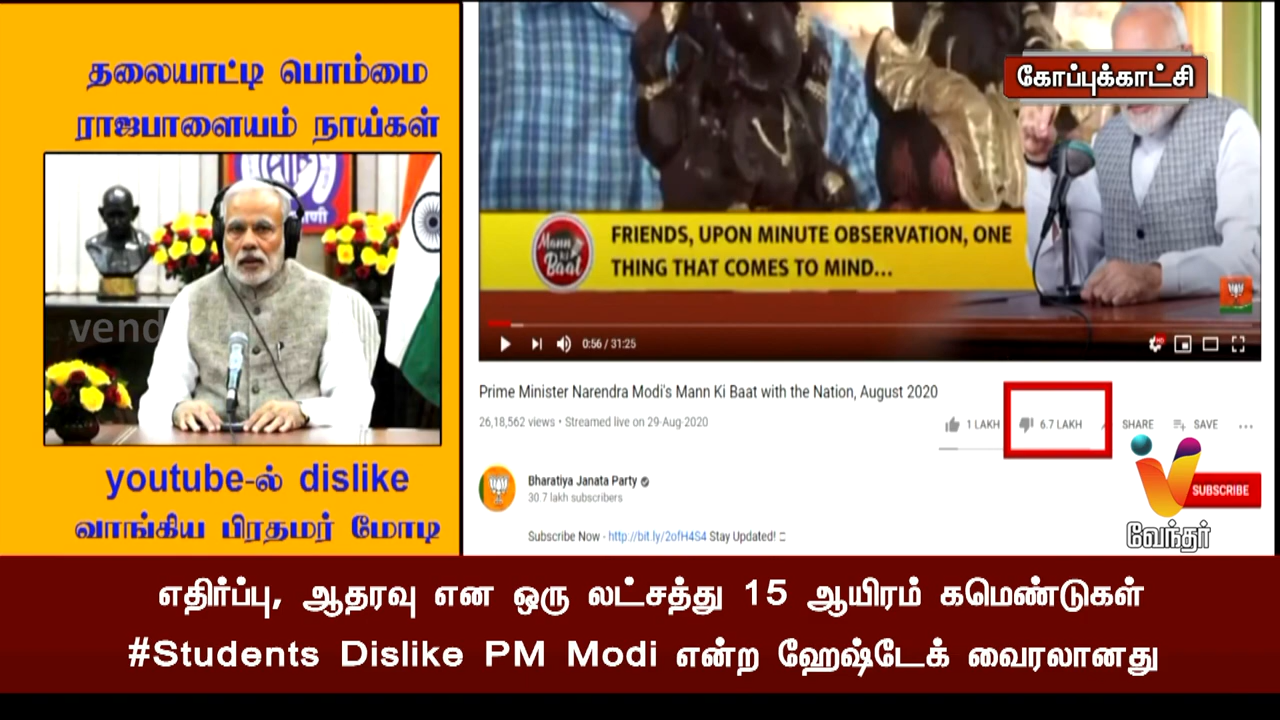 தலையாட்டி பொம்மை
ராஜபாளையம் நாய்கள்
youtube-ல் dislike
வாங்கிய பிரதமர் மோடி
கோப்புக்காட்சி
Mann Ki Baat
FRIENDS, UPON MINUTE OBSERVATION, ONE
THING THAT COMES TO MIND...
0:56 / 31:25
Prime Minister Narendra Modi's Mann Ki Baat with the Nation, August 2020
26,18,562 views • Streamed live on 29-Aug-2020
1 LAKH 6.7 LAKH SHARE SAVE
Bharatiya Janata Party
30.7 lakh subscribers
SUBSCRIBE
Subscribe Now - http://bit.ly/2ofH4S4 Stay Updated!
வேந்தர்
எதிர்ப்பு, ஆதரவு என ஒரு லட்சத்து 15 ஆயிரம் கமெண்டுகள்
#Students Dislike PM Modi என்ற ஹேஷ்டேக் வைரலானது